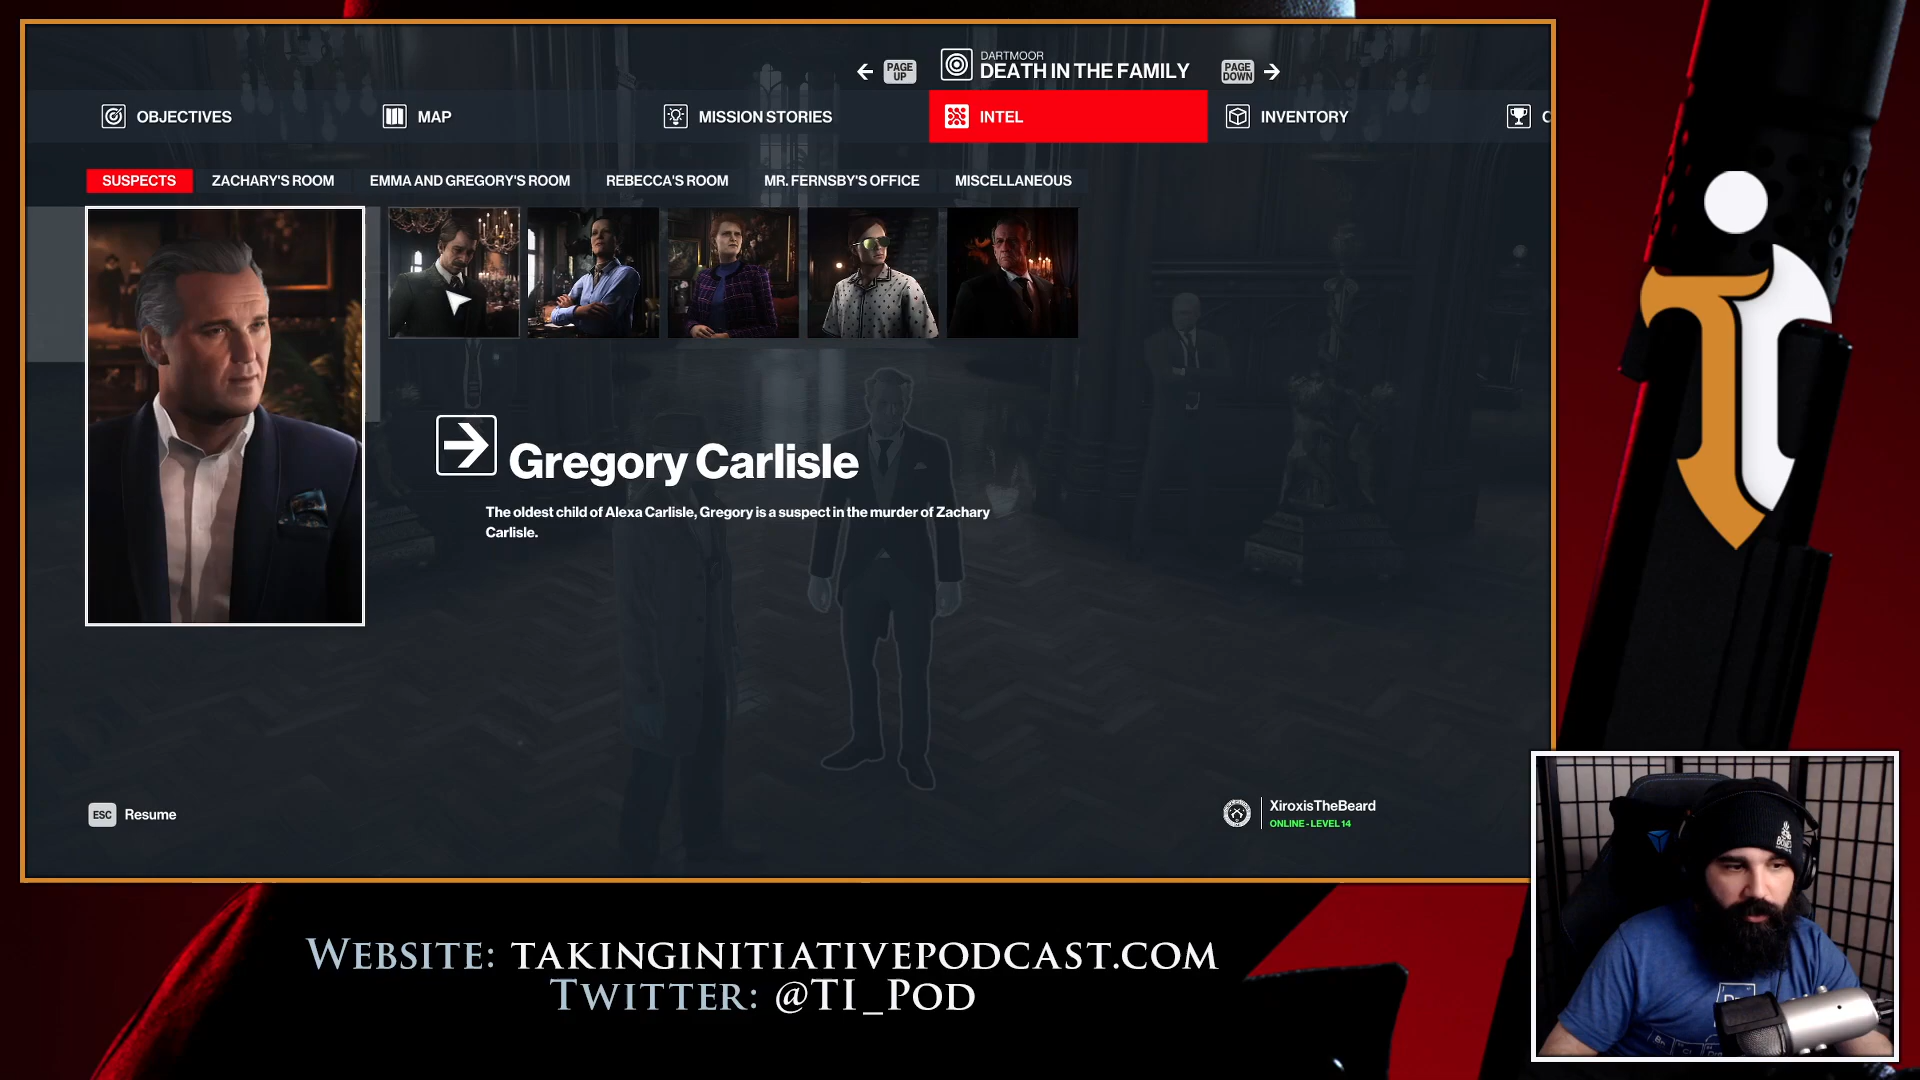 DARTMOOR
PAGE UP
DEATH IN THE FAMILY
PAGE DOWN
OBJECTIVES
MAP
MISSION STORIES
INTEL
INVENTORY
C
SUSPECTS
ZACHARY'S ROOM
EMMA AND GREGORY'S ROOM
REBECCA'S ROOM
MR. FERNSBY'S OFFICE
MISCELLANEOUS
Gregory Carlisle
The oldest child of Alexa Carlisle, Gregory is a suspect in the murder of Zachary
Carlisle.
ESC Resume
XiroxisTheBeard
ONLINE - LEVEL 14
WEBSITE: TAKINGINITIATIVEPODCAST.COM
TWITTER: @TI_POD